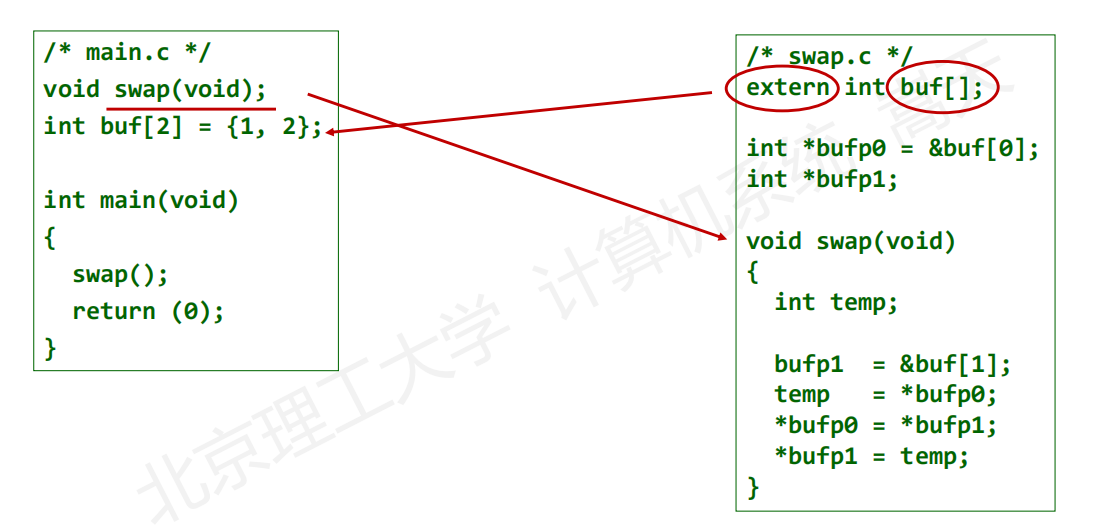 /* main.c */
void swap(void);
int buf[2] = {1, 2};
int main(void)
{
  swap();
  return (0);
}
/* swap.c */
extern int buf[];
int *bufp0 = &buf[0];
int *bufp1;
void swap(void)
{
  int temp;
  bufp1  = &buf[1];
  temp   = *bufp0;
  *bufp0 = *bufp1;
  *bufp1 = temp;
}
北京理工大学 计算机系统